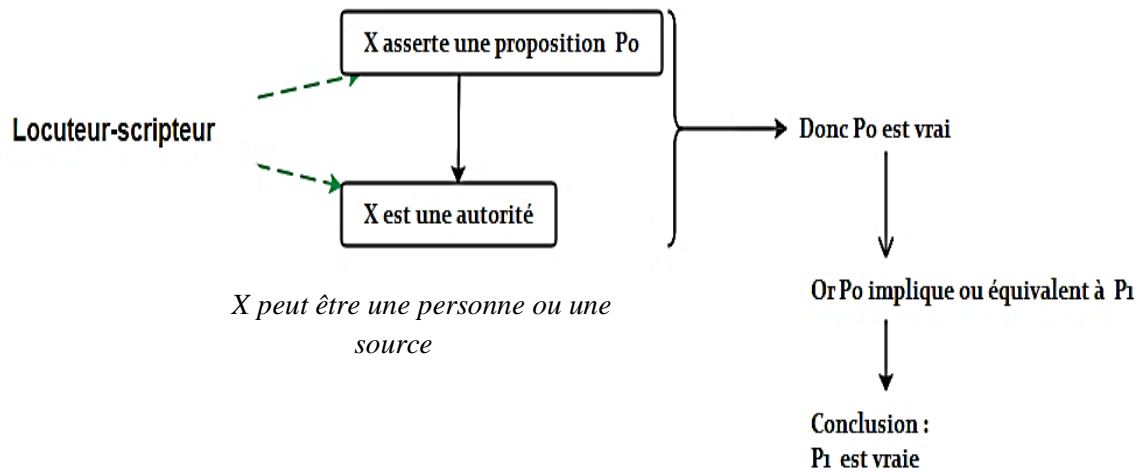 X asserte une proposition Po
Locuteur-scripteur
Donc Po est vrai
X est une autorité
X peut être une personne ou une
source
Or Po implique ou équivalent à P1
Conclusion :
P1 est vraie